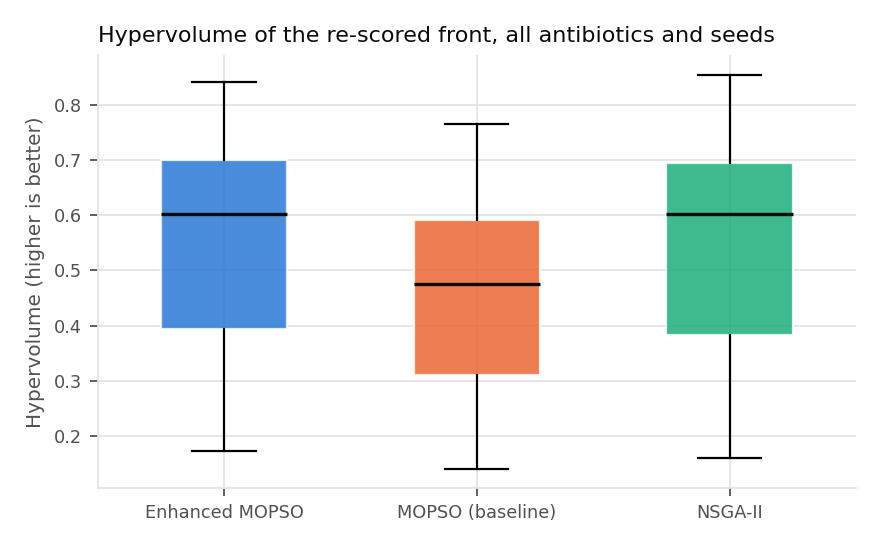 Hypervolume of the re-scored front, all antibiotics and seeds
Hypervolume (higher is better)
0.8
0.7
0.6
0.5
0.4
0.3
0.2
Enhanced MOPSO
MOPSO (baseline)
NSGA-II